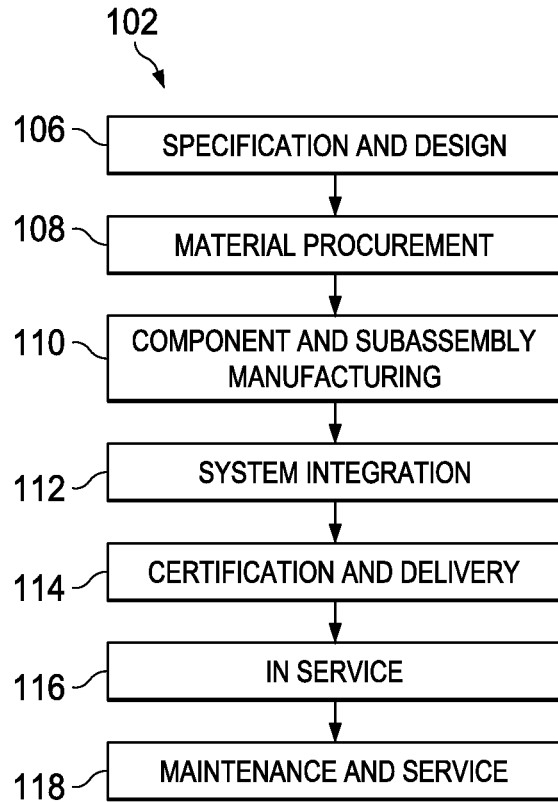 102
106
SPECIFICATION AND DESIGN
108
MATERIAL PROCUREMENT
110
COMPONENT AND SUBASSEMBLY
MANUFACTURING
112
SYSTEM INTEGRATION
114
CERTIFICATION AND DELIVERY
116
IN SERVICE
118
MAINTENANCE AND SERVICE